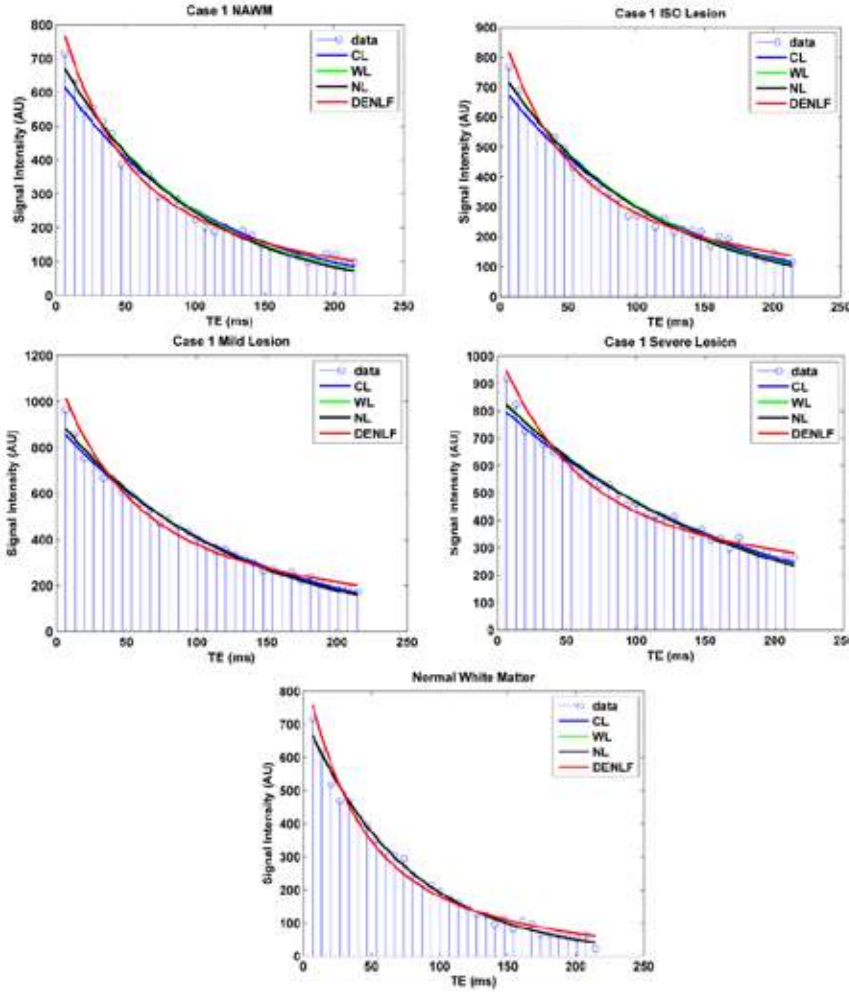 Case 1 NAWM
800
700
600
500
400
300
200
100
0
Signal Intensity (AU)
0 50 100 150 200 250
TE (ms)
data
CL
WL
NL
DENLF
Case 1 ISO Lesion
900
800
700
600
500
400
300
200
100
0
Signal Intensity (AU)
0 50 100 150 200 250
TE (ms)
data
CL
WL
NL
DENLF
Case 1 Mild Lesion
1200
1000
800
600
400
200
0
Signal Intensity (AU)
0 50 100 150 200 250
TE (ms)
data
CL
WL
NL
DENLF
Case 1 Severe Lesion
1000
900
800
700
600
500
400
300
200
100
0
Signal Intensity (AU)
0 50 100 150 200 250
TE (ms)
data
CL
WL
NL
DENLF
Normal White Matter
800
700
600
500
400
300
200
100
0
Signal Intensity (AU)
0 50 100 150 200 250
TE (ms)
data
CL
WL
NL
DENLF